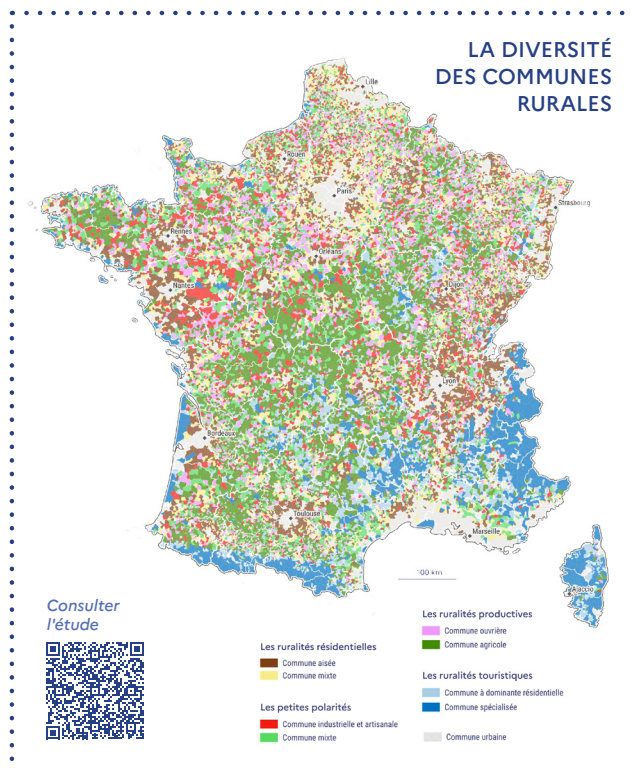 LA DIVERSITÉ
DES COMMUNES
RURALES
Lille
Rouen
Paris
Strasbourg
Rennes
Orléans
Nantes
Dijon
Lyon
Bordeaux
Toulouse
Marseille
Ajaccio
100 km
Consulter
l'étude
Les ruralités résidentielles
Commune aisée
Commune mixte
Les petites polarités
Commune industrielle et artisanale
Commune mixte
Les ruralités productives
Commune ouvrière
Commune agricole
Les ruralités touristiques
Commune à dominante résidentielle
Commune spécialisée
Commune urbaine